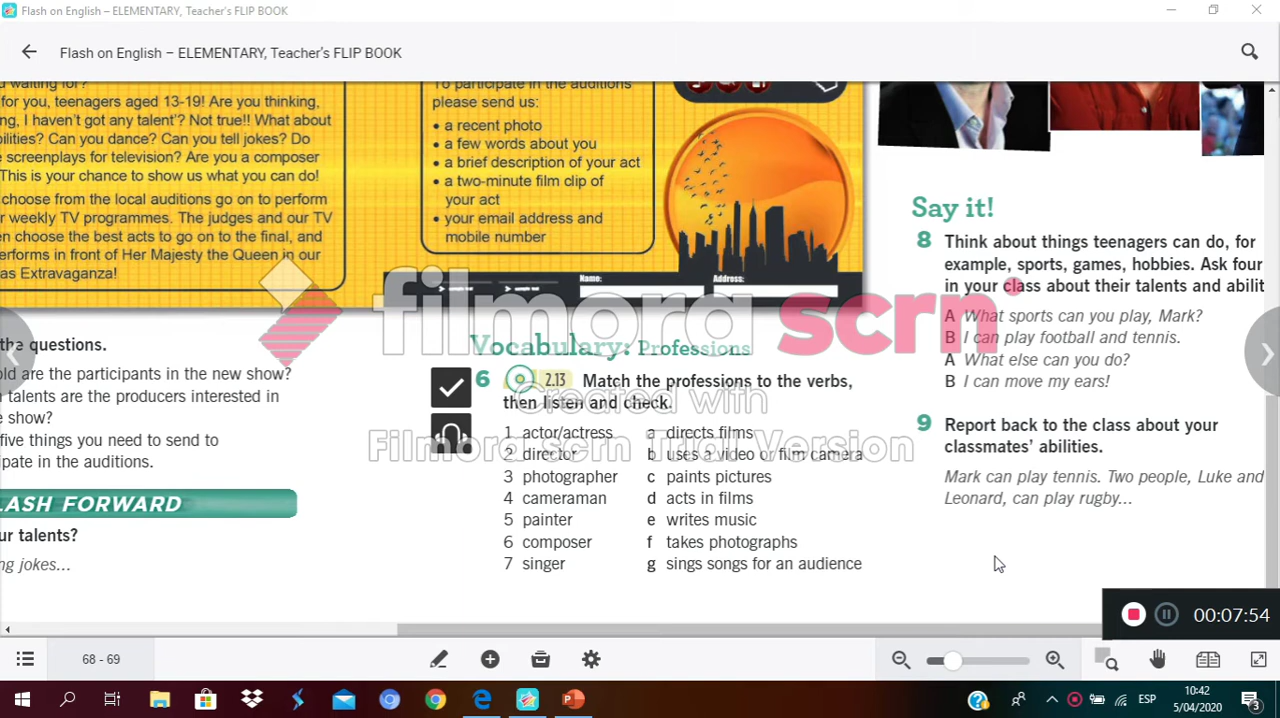 Flash on English – ELEMENTARY, Teacher's FLIP BOOK
Flash on English – ELEMENTARY, Teacher's FLIP BOOK
waiting for?
for you, teenagers aged 13-19! Are you thinking,
ng, I haven't got any talent'? Not true!! What about
bilities? Can you dance? Can you tell jokes? Do
e screenplays for television? Are you a composer
This is your chance to show us what you can do!
choose from the local auditions go on to perform
r weekly TV programmes. The judges and our TV
en choose the best acts to go on to the final, and
performs in front of Her Majesty the Queen in our
as Extravaganza!
To participate in the auditions
please send us:
• a recent photo
• a few words about you
• a brief description of your act
• a two-minute film clip of
your act
• your email address and
mobile number
Name:
Address:
the questions.
old are the participants in the new show?
talents are the producers interested in
e show?
five things you need to send to
cipate in the auditions.
LASH FORWARD
ur talents?
ng jokes...
Vocabulary: Professions
6 2.13 Match the professions to the verbs,
then listen and check.
1 actor/actress a directs films
2 director b uses a video or film camera
3 photographer c paints pictures
4 cameraman d acts in films
5 painter e writes music
6 composer f takes photographs
7 singer g sings songs for an audience
Say it!
8 Think about things teenagers can do, for
example, sports, games, hobbies. Ask four
in your class about their talents and abilit
A What sports can you play, Mark?
B I can play football and tennis.
A What else can you do?
B I can move my ears!
9 Report back to the class about your
classmates' abilities.
Mark can play tennis. Two people, Luke and
Leonard, can play rugby...
filmora scrn
Created with
Filmora scrn Trial Version
00:07:54
68 - 69
ESP
10:42
5/04/2020
3